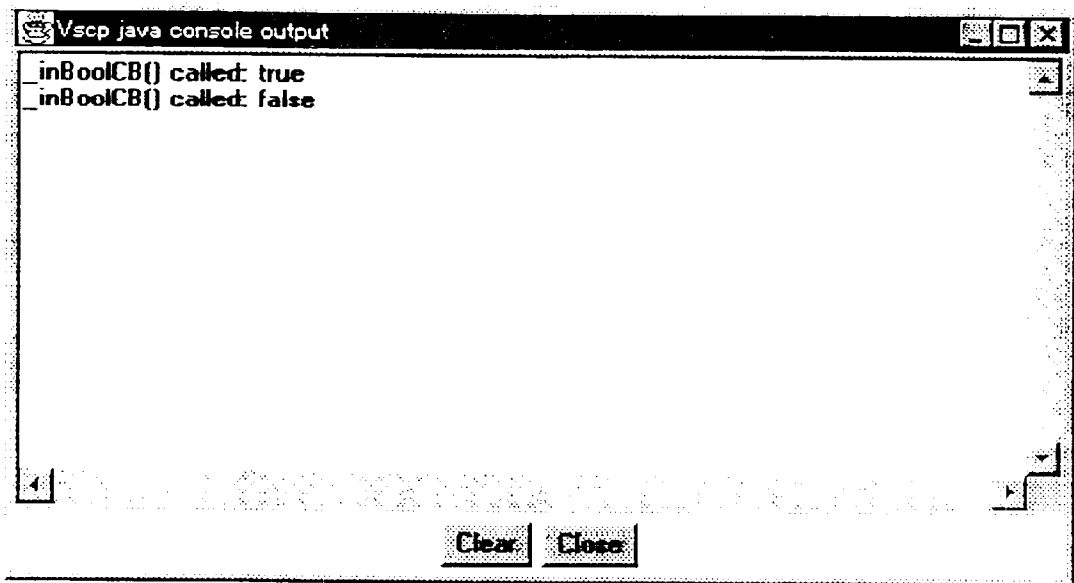 Vscp java console output
_inBoolCB() called: true
_inBoolCB() called: false
Clear Close